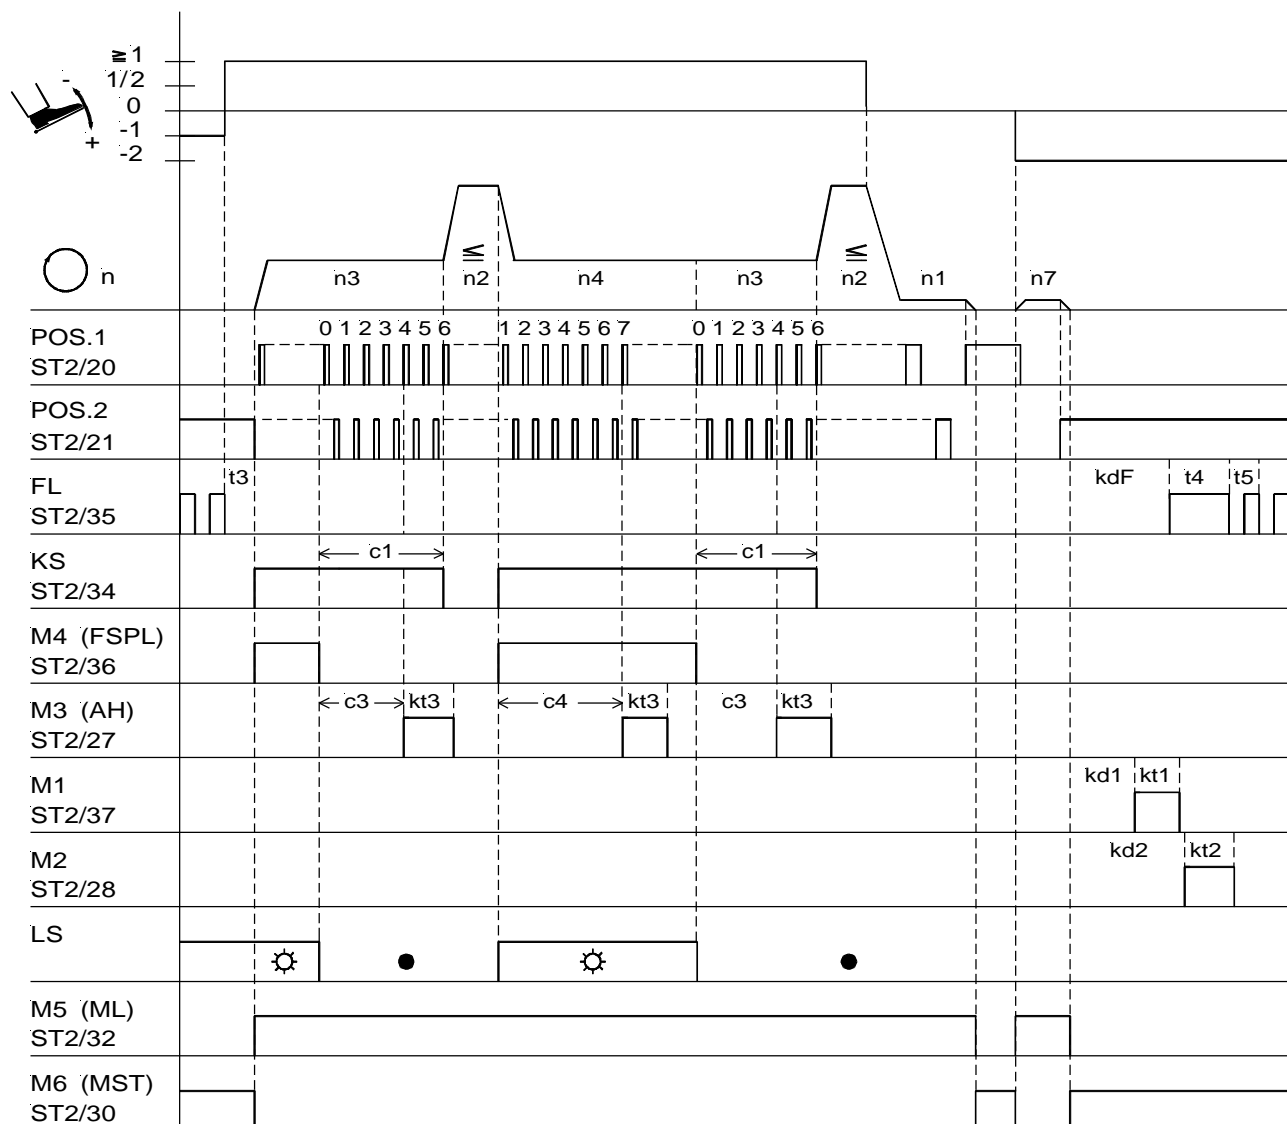 ≧1
1/2
0
-1
-2
-
+
n
n3
≦
n2
n4
n3
≦
n2
n1
n7
POS.1
ST2/20
0 1 2 3 4 5 6
1 2 3 4 5 6 7
0 1 2 3 4 5 6
POS.2
ST2/21
FL
ST2/35
t3
kdF
t4
t5
KS
ST2/34
c1
c1
M4 (FSPL)
ST2/36
M3 (AH)
ST2/27
c3
kt3
c4
kt3
c3
kt3
M1
ST2/37
kd1
kt1
M2
ST2/28
kd2
kt2
LS
M5 (ML)
ST2/32
M6 (MST)
ST2/30